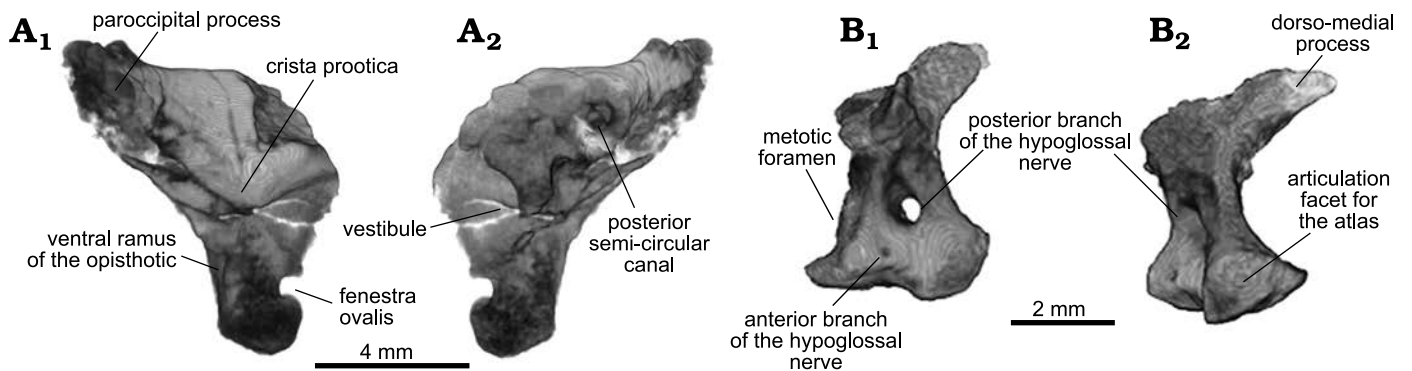 A1
paroccipital process
crista prootica
ventral ramus
of the opisthotic
fenestra
ovalis
4 mm
A2
vestibule
posterior
semi-circular
canal
B1
metotic
foramen
posterior branch
of the hypoglossal
nerve
anterior branch
of the hypoglossal
nerve
2 mm
B2
dorso-medial
process
articulation
facet for
the atlas